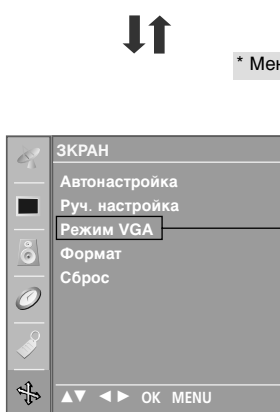 * Мен
ЗКРАН
Автонастройка
Руч. настройка
Режим VGA
Формат
Сброс
OK MENU